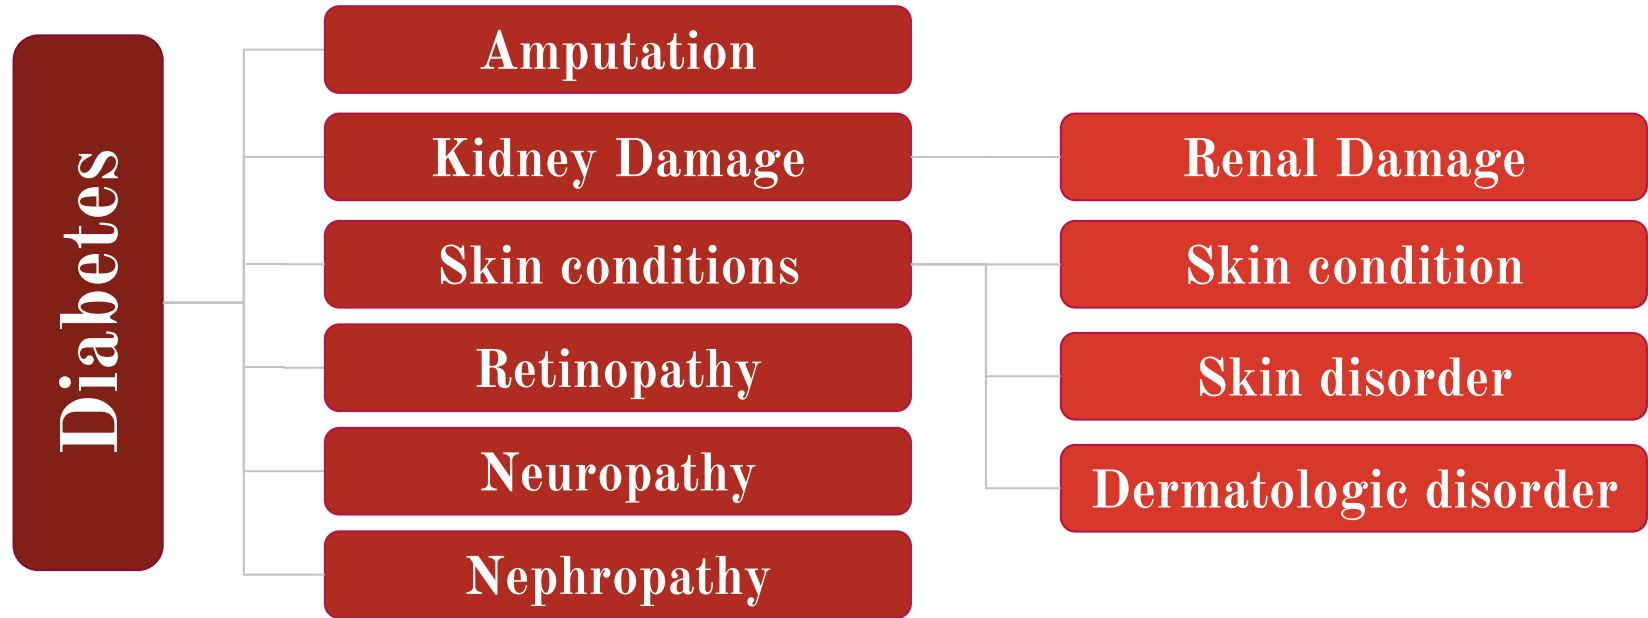 Diabetes
Amputation
Kidney Damage
Renal Damage
Skin conditions
Skin condition
Skin disorder
Dermatologic disorder
Retinopathy
Neuropathy
Nephropathy